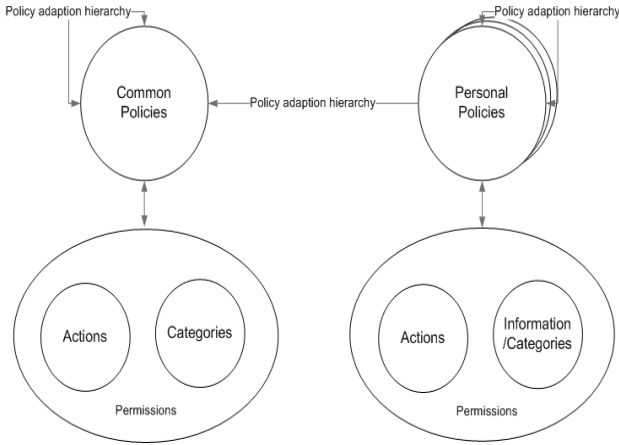 Policy adaption hierarchy
Policy adaption hierarchy
Common
Policies
Policy adaption hierarchy
Personal
Policies
Actions
Categories
Permissions
Actions
Information
/Categories
Permissions